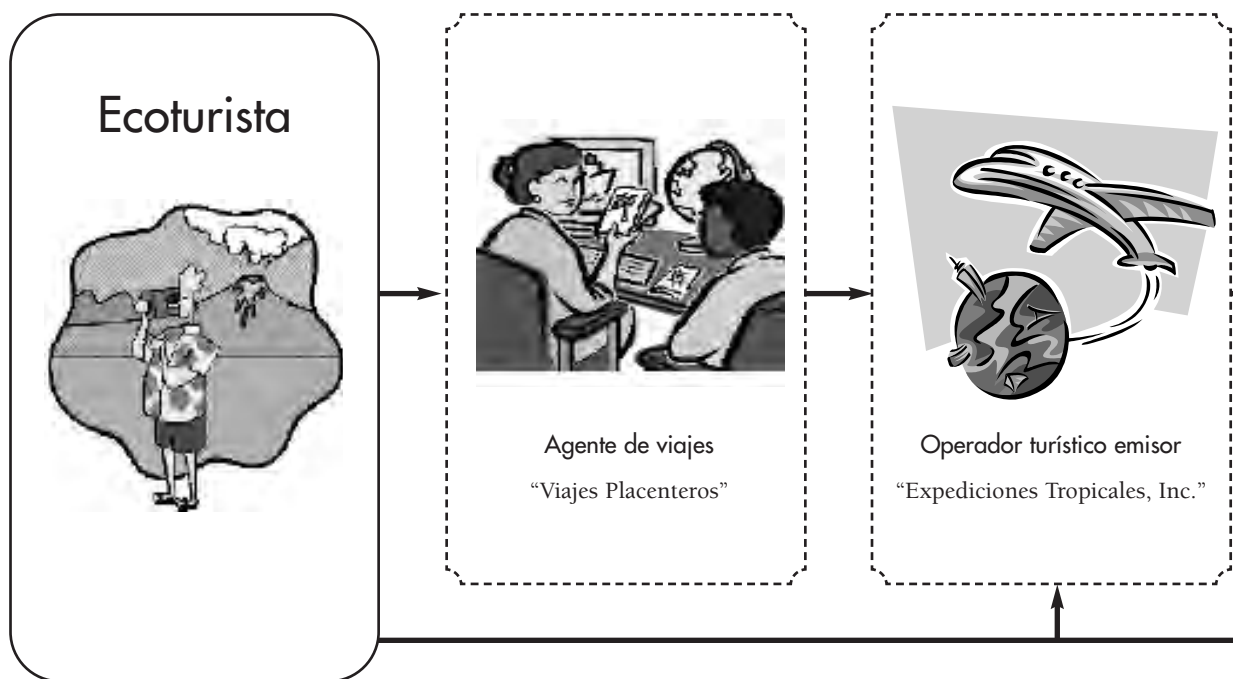 Ecoturista
Agente de viajes
“Viajes Placenteros”
Operador turístico emisor
“Expediciones Tropicales, Inc.”